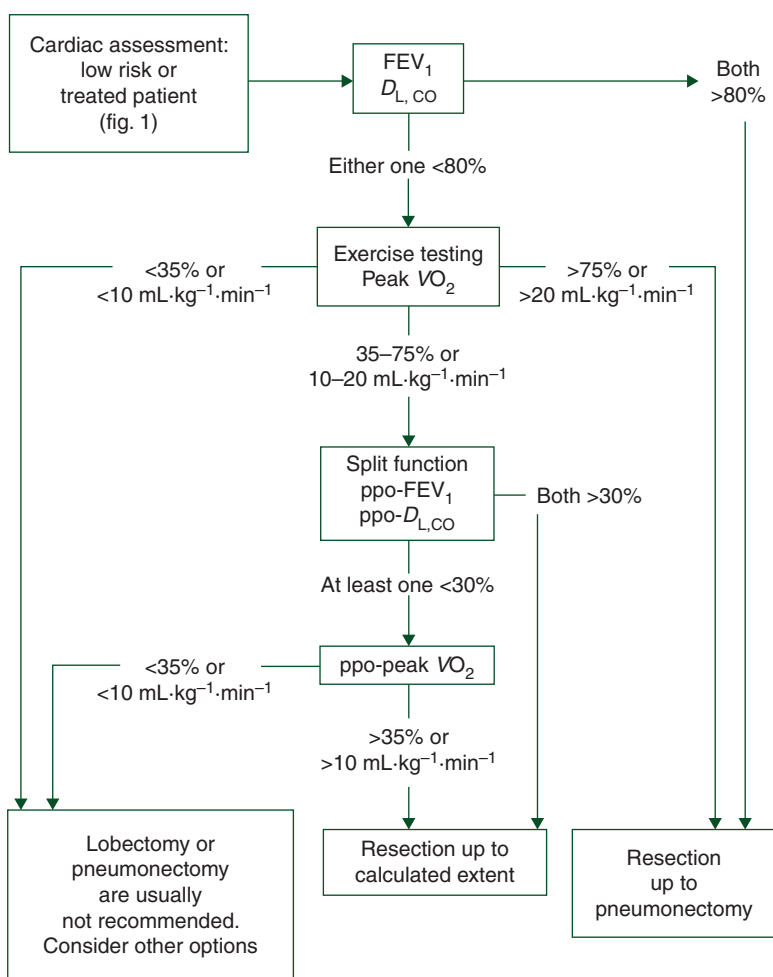 Cardiac assessment:
low risk or
treated patient
(fig. 1)
FEV₁
D_L, CO
Both
>80%
Either one <80%
Exercise testing
Peak VO₂
<35% or
<10 mL·kg⁻¹·min⁻¹
>75% or
>20 mL·kg⁻¹·min⁻¹
35–75% or
10–20 mL·kg⁻¹·min⁻¹
Split function
ppo-FEV₁
ppo-D_L,CO
Both >30%
At least one <30%
ppo-peak VO₂
<35% or
<10 mL·kg⁻¹·min⁻¹
>35% or
>10 mL·kg⁻¹·min⁻¹
Lobectomy or
pneumonectomy
are usually
not recommended.
Consider other options
Resection up to
calculated extent
Resection
up to
pneumonectomy